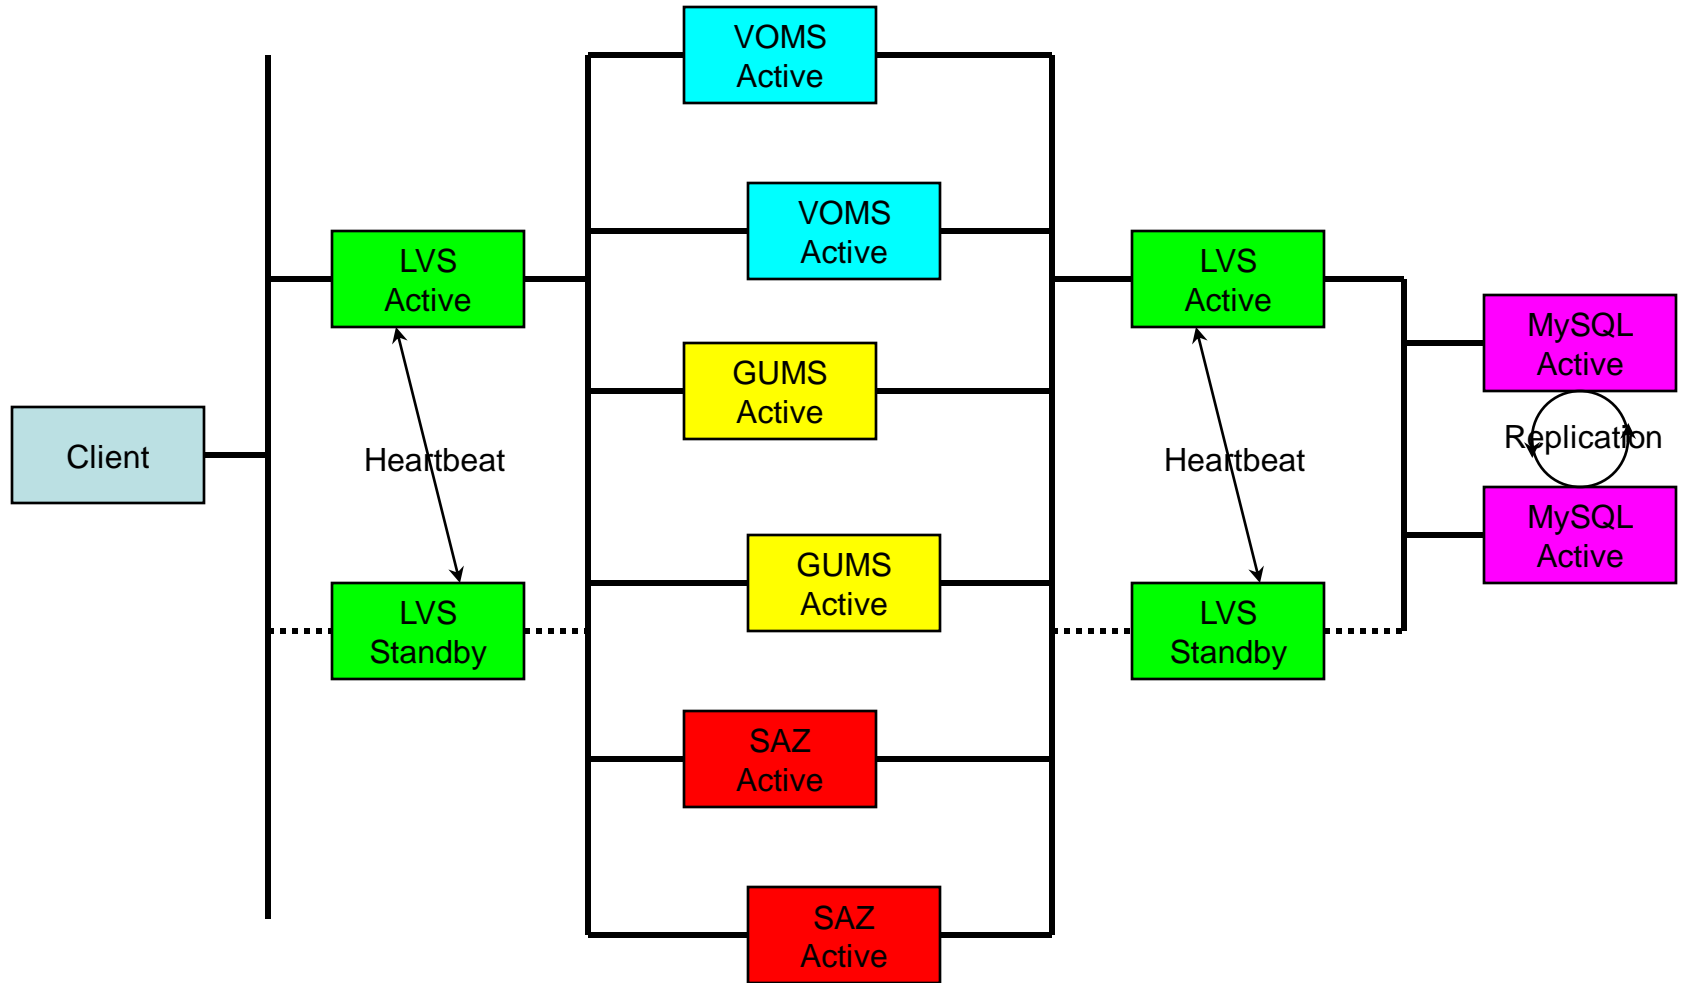 VOMS
Active
VOMS
Active
LVS
Active
LVS
Active
MySQL
Active
GUMS
Active
Client
Heartbeat
Heartbeat
Replication
MySQL
Active
GUMS
Active
LVS
Standby
LVS
Standby
SAZ
Active
SAZ
Active